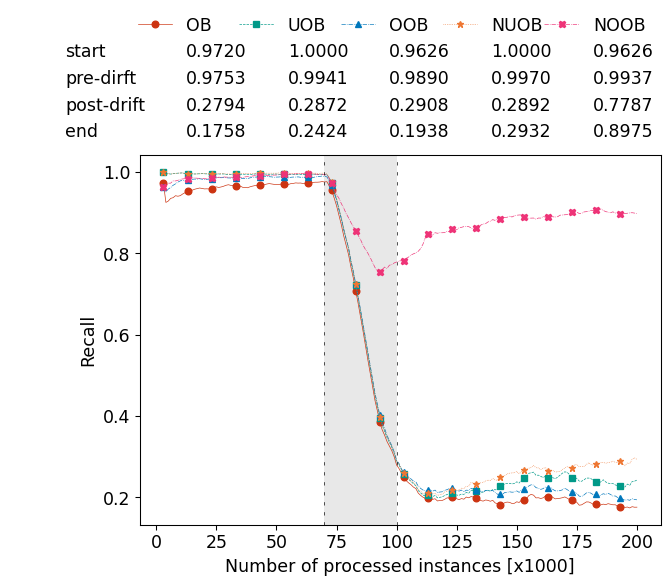 OB UOB OOB NUOB NOOB
start 0.9720 1.0000 0.9626 1.0000 0.9626
pre-dirft 0.9753 0.9941 0.9890 0.9970 0.9937
post-drift 0.2794 0.2872 0.2908 0.2892 0.7787
end 0.1758 0.2424 0.1938 0.2932 0.8975
1.0
0.8
0.6
0.4
0.2
Recall
0 25 50 75 100 125 150 175 200
Number of processed instances [x1000]